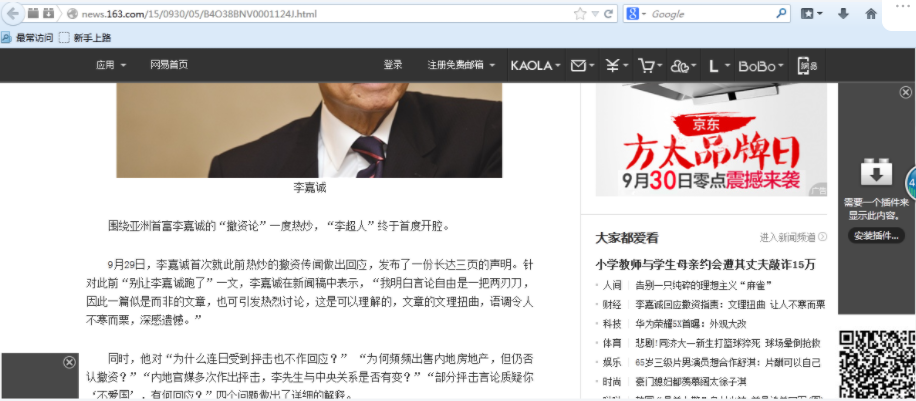 news.163.com/15/0930/05/B4O38BNV0001124J.html
Google
最常访问 新手上路
应用 网易首页 登录 注册免费邮箱 KAOLA L BoBo
李嘉诚
围绕亚洲首富李嘉诚的“撤资论”一度热炒，“李超人”终于首度开腔。
9月29日，李嘉诚首次就此前热炒的撤资传闻做出回应，发布了一份长达三页的声明。针
对此前“别让李嘉诚跑了”一文，李嘉诚在新闻稿中表示，“我明白言论自由是一把两刃刀，
因此一篇似是而非的文章，也可引发热烈讨论，这是可以理解的，文章的文理扭曲，语调令人
不寒而栗，深感遗憾。”
同时，他对“为什么连日受到抨击也不作回应？”“为何频频出售内地房地产，但仍否
认撤资？”“内地官媒多次作出抨击，李先生与中央关系是否有变？”“部分抨击言论质疑你
‘不爱国’，有何回应？”四个问题做出了详细的解释。
京东
方太品牌日
9月30日零点震撼来袭
广告
大家都爱看 进入新闻频道
小学教师与学生母亲约会遭其丈夫敲诈15万
人间 告别一只纯碎的理想主义“麻雀”
财经 李嘉诚回应撤资指责：文理扭曲 让人不寒而栗
科技 华为荣耀5X首曝：外观大改
体育 悲剧!同济大一新生打篮球猝死 球场晕倒抢救
娱乐 65岁三级片男演员想合作舒淇：片酬可以自己
时尚 豪门媳妇都羡慕阔太徐子淇
需要一个插件来
显示此内容。
安装插件...
4